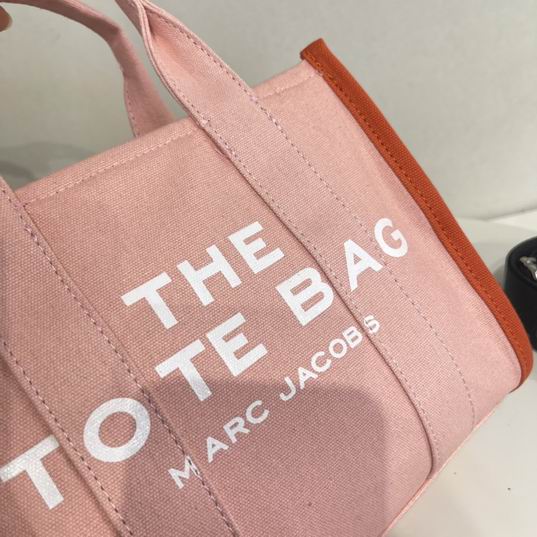 THE
TOTE BAG
MARC JACOBS